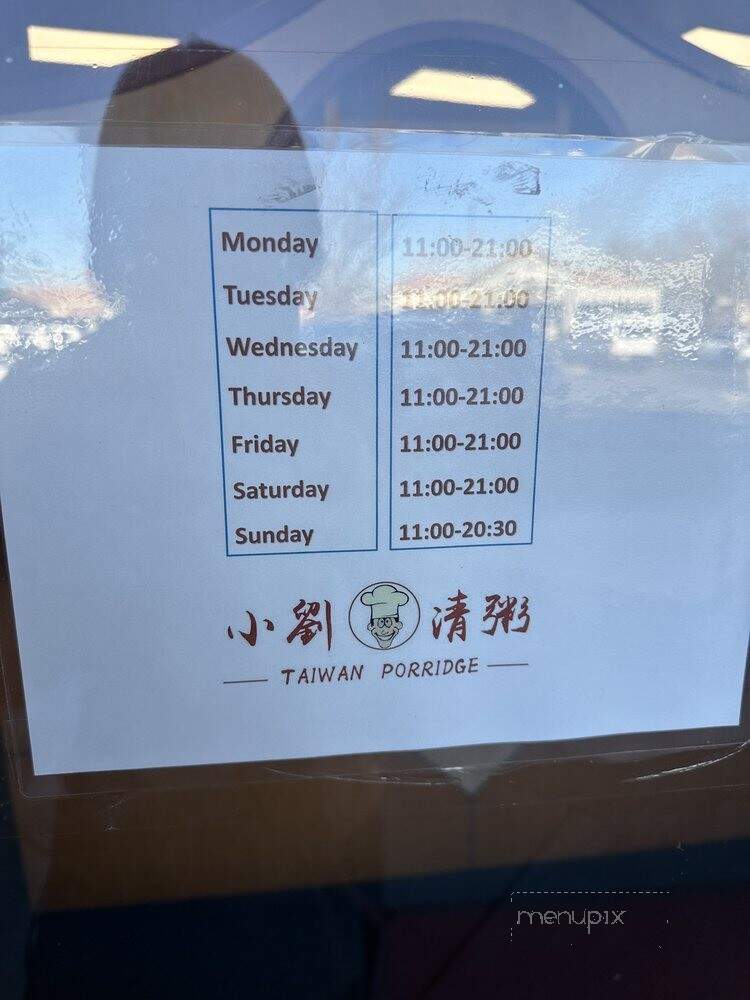 Monday 11:00-21:00
Tuesday 11:00-21:00
Wednesday 11:00-21:00
Thursday 11:00-21:00
Friday 11:00-21:00
Saturday 11:00-21:00
Sunday 11:00-20:30
小劉 清粥
TAIWAN PORRIDGE
menupix